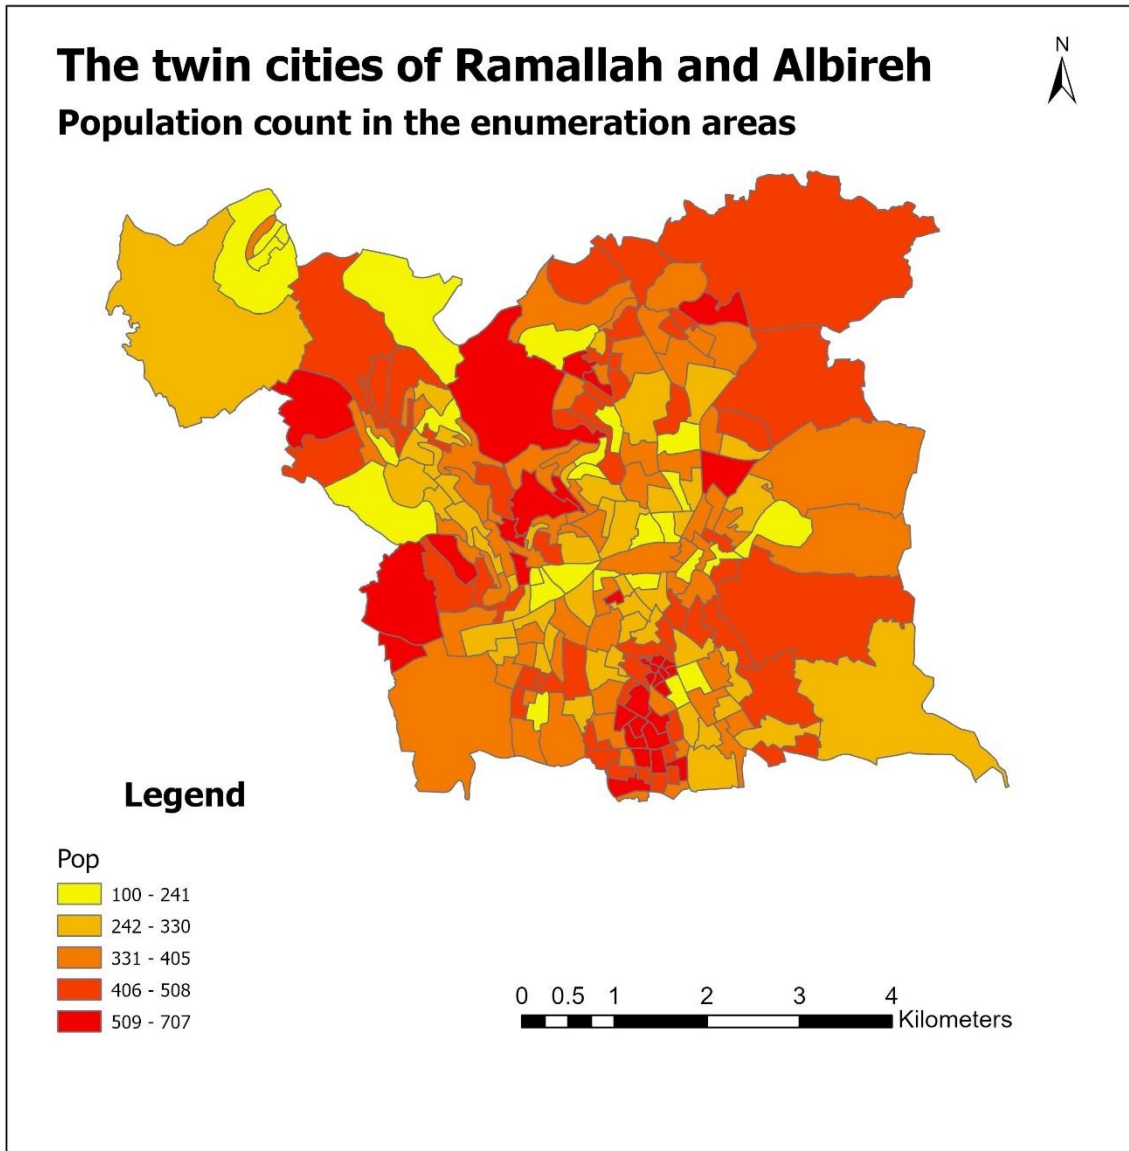 The twin cities of Ramallah and Albireh
Population count in the enumeration areas
N
Legend
Pop
100 - 241
242 - 330
331 - 405
406 - 508
509 - 707
0 0.5 1 2 3 4
Kilometers